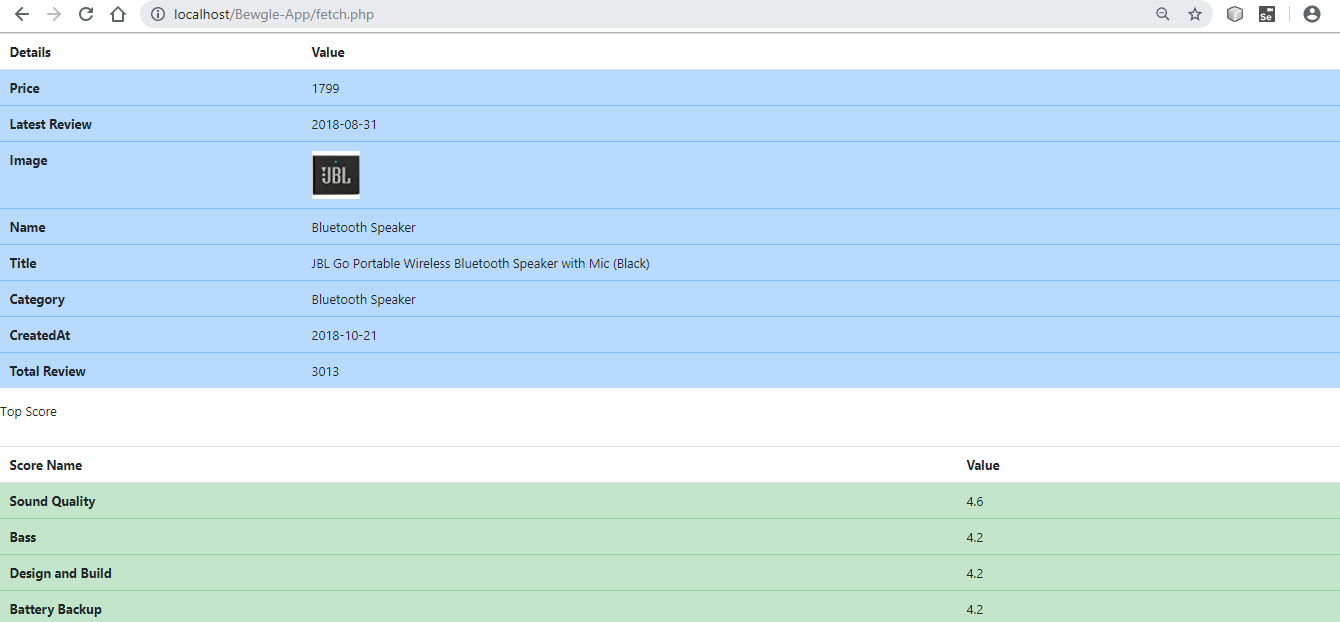 localhost/Bewgle-App/fetch.php
Se
Details Value
Price 1799
Latest Review 2018-08-31
Image JBL
Name Bluetooth Speaker
Title JBL Go Portable Wireless Bluetooth Speaker with Mic (Black)
Category Bluetooth Speaker
CreatedAt 2018-10-21
Total Review 3013
Top Score
Score Name Value
Sound Quality 4.6
Bass 4.2
Design and Build 4.2
Battery Backup 4.2